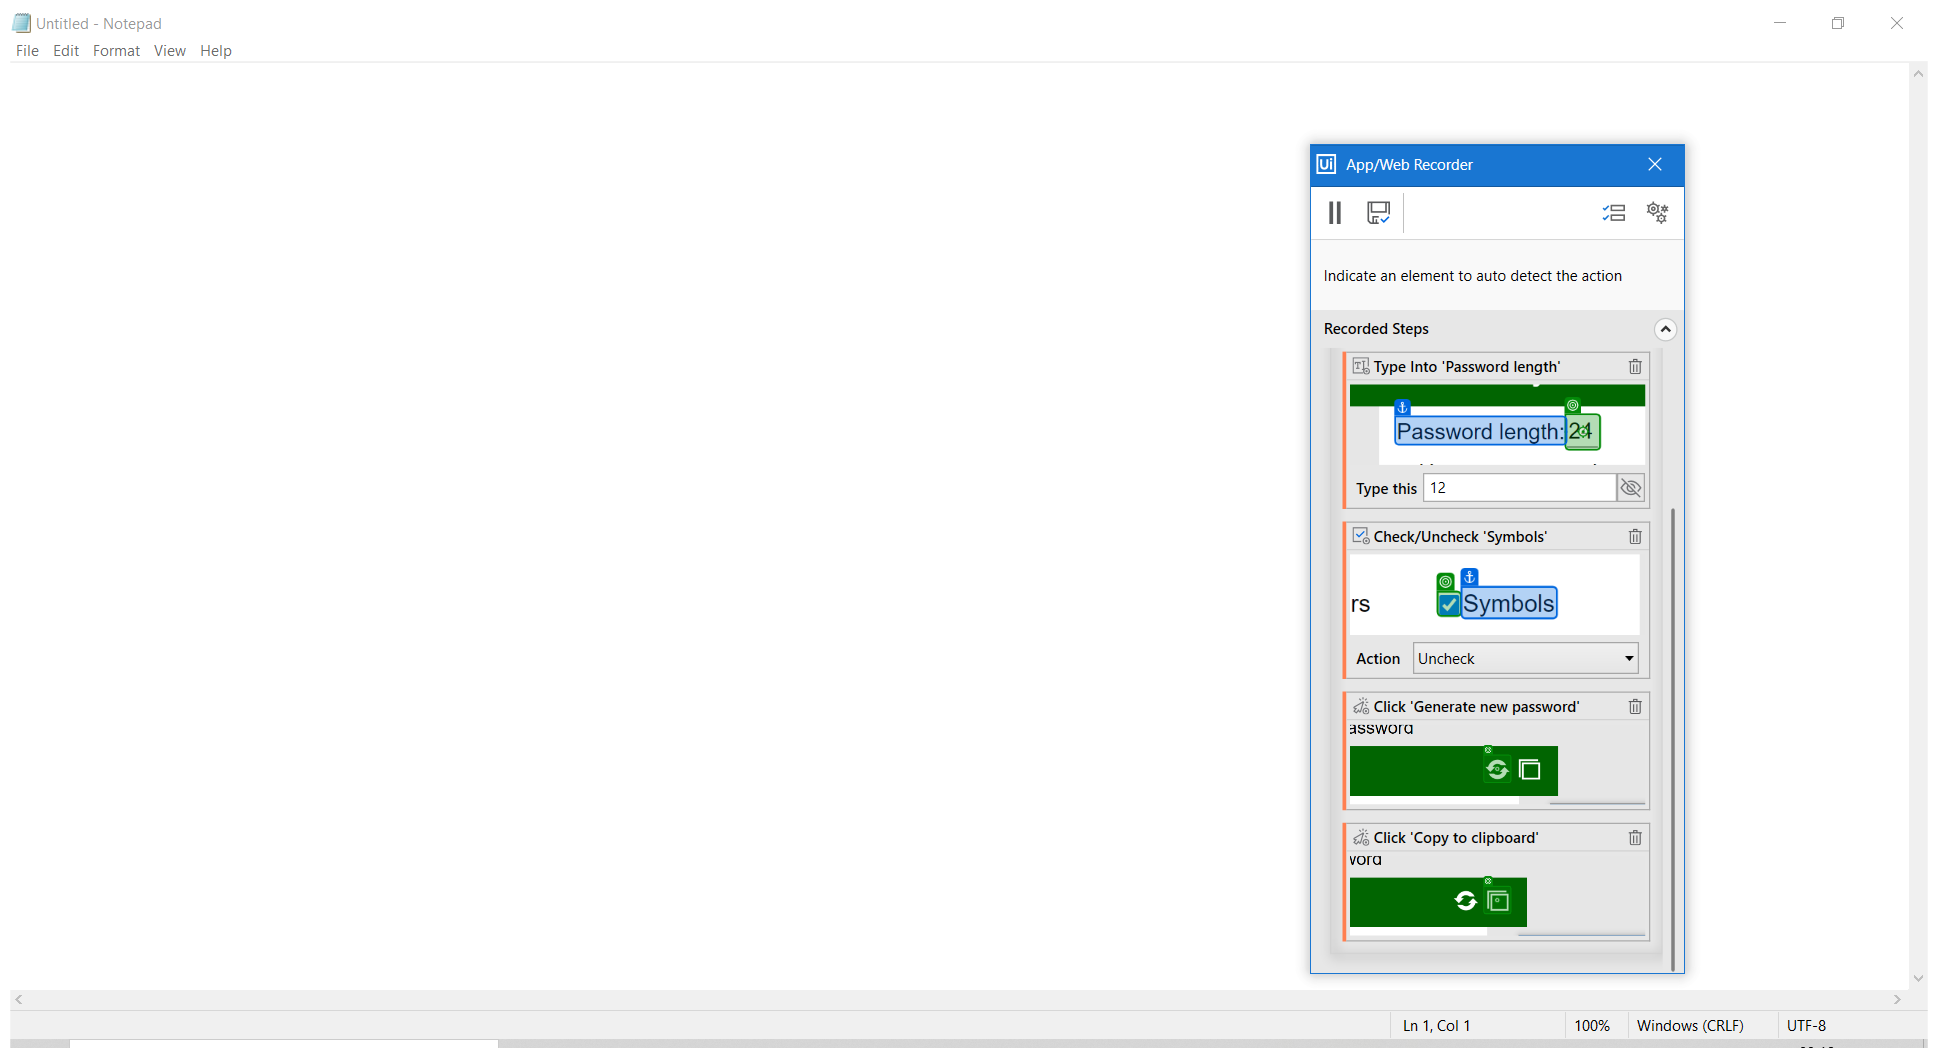 Untitled - Notepad
File Edit Format View Help
Ui App/Web Recorder
Indicate an element to auto detect the action
Recorded Steps
Type Into 'Password length'
Password length: 24
Type this 12
Check/Uncheck 'Symbols'
rs Symbols
Action Uncheck
Click 'Generate new password'
assword
Click 'Copy to clipboard'
word
Ln 1, Col 1 100% Windows (CRLF) UTF-8